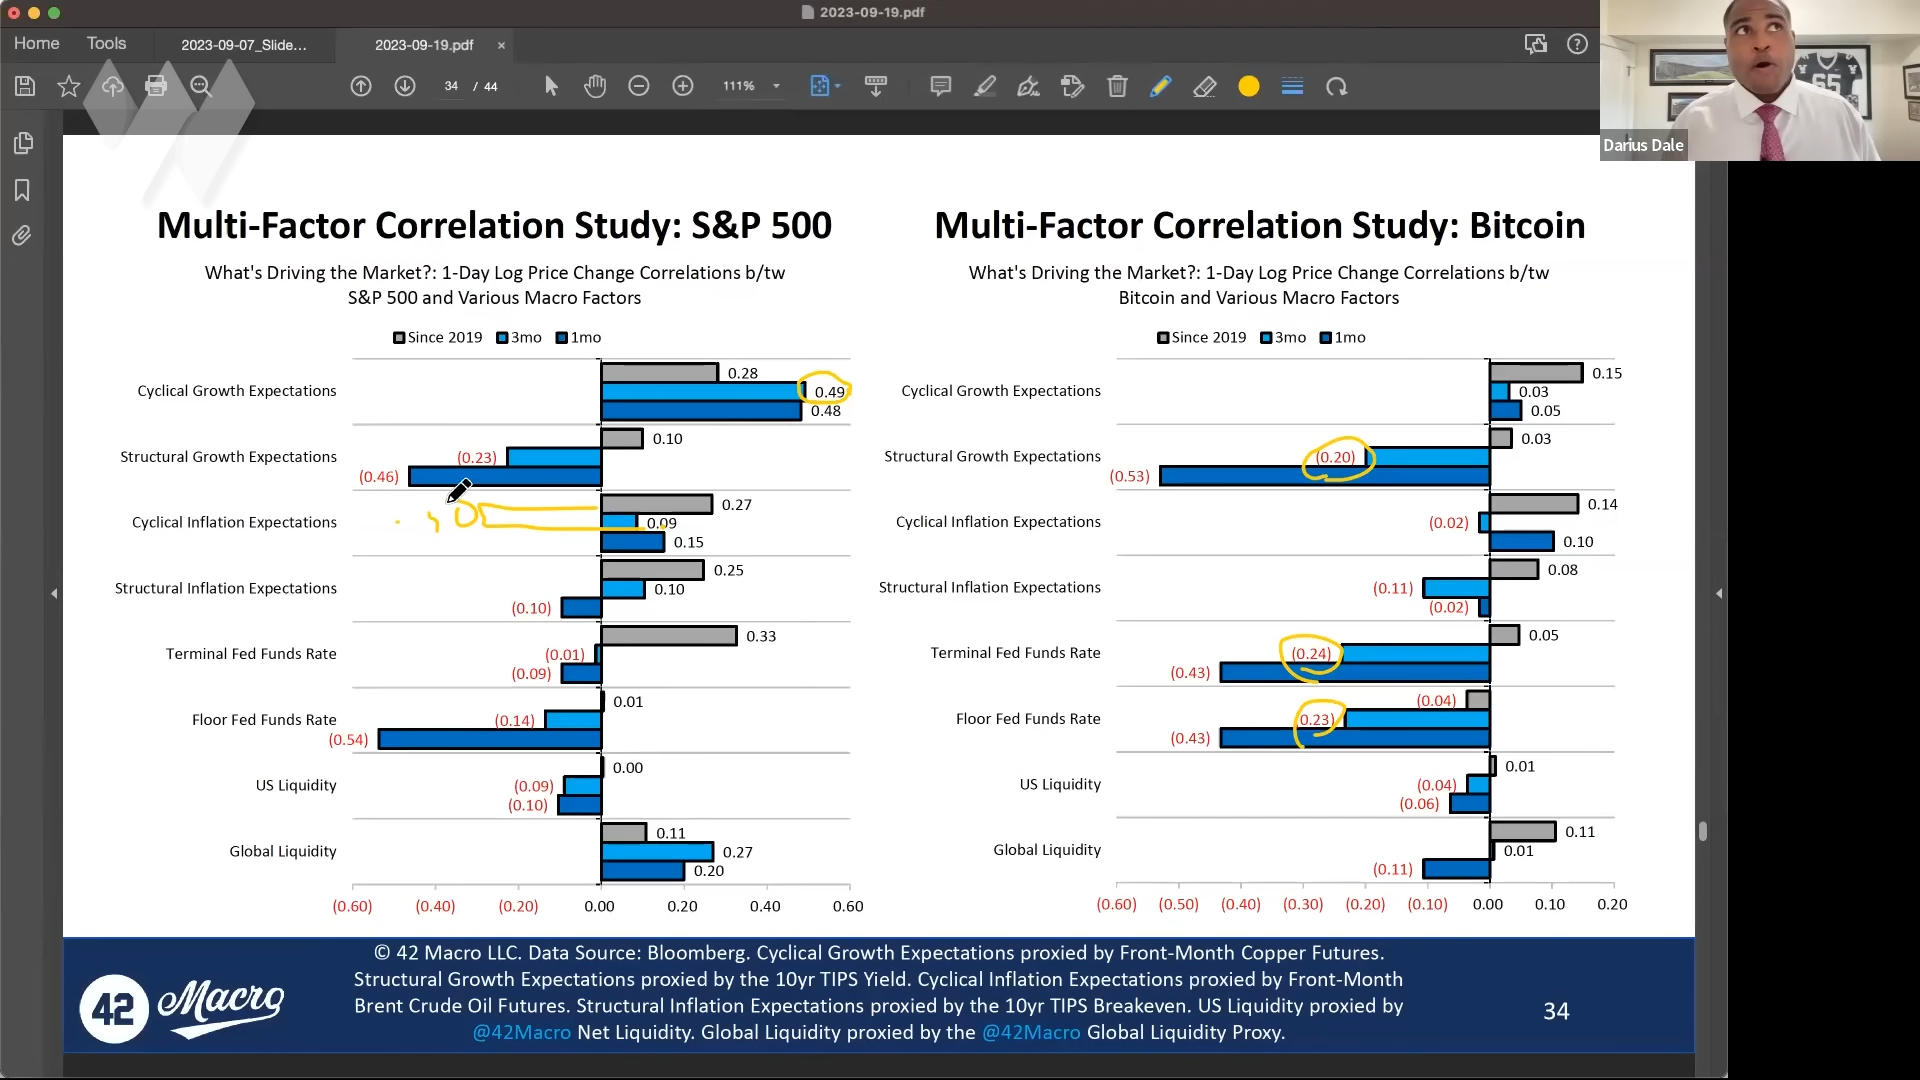 2023-09-19.pdf
Home
Tools
2023-09-07_Slide...
2023-09-19.pdf
×
34 / 44
111%
65
Darius Dale
Multi-Factor Correlation Study: S&P 500
What's Driving the Market?: 1-Day Log Price Change Correlations b/tw
S&P 500 and Various Macro Factors
Since 2019 3mo 1mo
Cyclical Growth Expectations
0.28
0.49
0.48
Structural Growth Expectations
0.10
(0.23)
(0.46)
Cyclical Inflation Expectations
0.27
0.09
0.15
Structural Inflation Expectations
0.25
0.10
(0.10)
Terminal Fed Funds Rate
0.33
(0.01)
(0.09)
Floor Fed Funds Rate
0.01
(0.14)
(0.54)
US Liquidity
0.00
(0.09)
(0.10)
Global Liquidity
0.11
0.27
0.20
(0.60) (0.40) (0.20) 0.00 0.20 0.40 0.60
Multi-Factor Correlation Study: Bitcoin
What's Driving the Market?: 1-Day Log Price Change Correlations b/tw
Bitcoin and Various Macro Factors
Since 2019 3mo 1mo
Cyclical Growth Expectations
0.15
0.03
0.05
Structural Growth Expectations
0.03
(0.20)
(0.53)
Cyclical Inflation Expectations
0.14
(0.02)
0.10
Structural Inflation Expectations
0.08
(0.11)
(0.02)
Terminal Fed Funds Rate
0.05
(0.24)
(0.43)
Floor Fed Funds Rate
(0.04)
(0.23)
(0.43)
US Liquidity
0.01
(0.04)
(0.06)
Global Liquidity
0.11
0.01
(0.11)
(0.60) (0.50) (0.40) (0.30) (0.20) (0.10) 0.00 0.10 0.20
42 Macro
© 42 Macro LLC. Data Source: Bloomberg. Cyclical Growth Expectations proxied by Front-Month Copper Futures.
Structural Growth Expectations proxied by the 10yr TIPS Yield. Cyclical Inflation Expectations proxied by Front-Month
Brent Crude Oil Futures. Structural Inflation Expectations proxied by the 10yr TIPS Breakeven. US Liquidity proxied by
@42Macro Net Liquidity. Global Liquidity proxied by the @42Macro Global Liquidity Proxy.
34